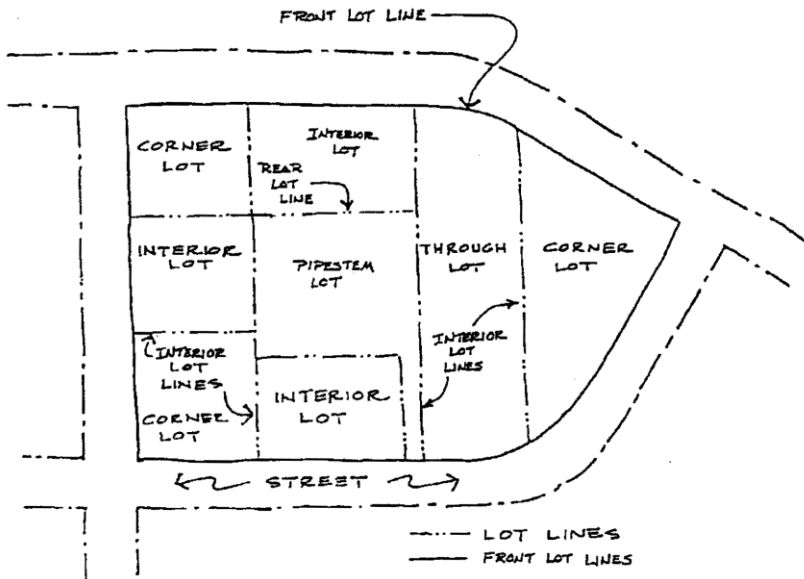 FRONT LOT LINE
CORNER
LOT
INTERIOR
LOT
REAR
LOT
LINE
INTERIOR
LOT
PIPESTEM
LOT
THROUGH
LOT
CORNER
LOT
INTERIOR
LOT
LINES
CORNER
LOT
INTERIOR
LOT
INTERIOR
LOT
LINES
STREET
LOT LINES
FRONT LOT LINES